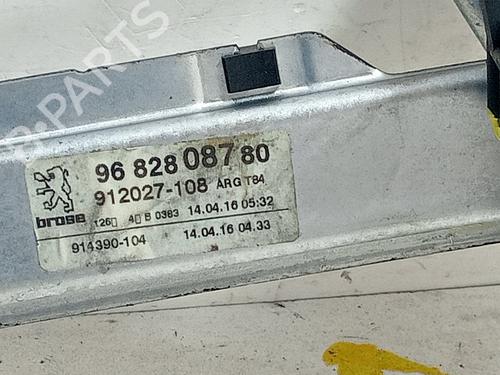 B-PARTS
96 828 087 80
912027-108 ARG T84
brose 126 4 B 0383 14.04.16 05:32
914390-104 14.04.16 04.33